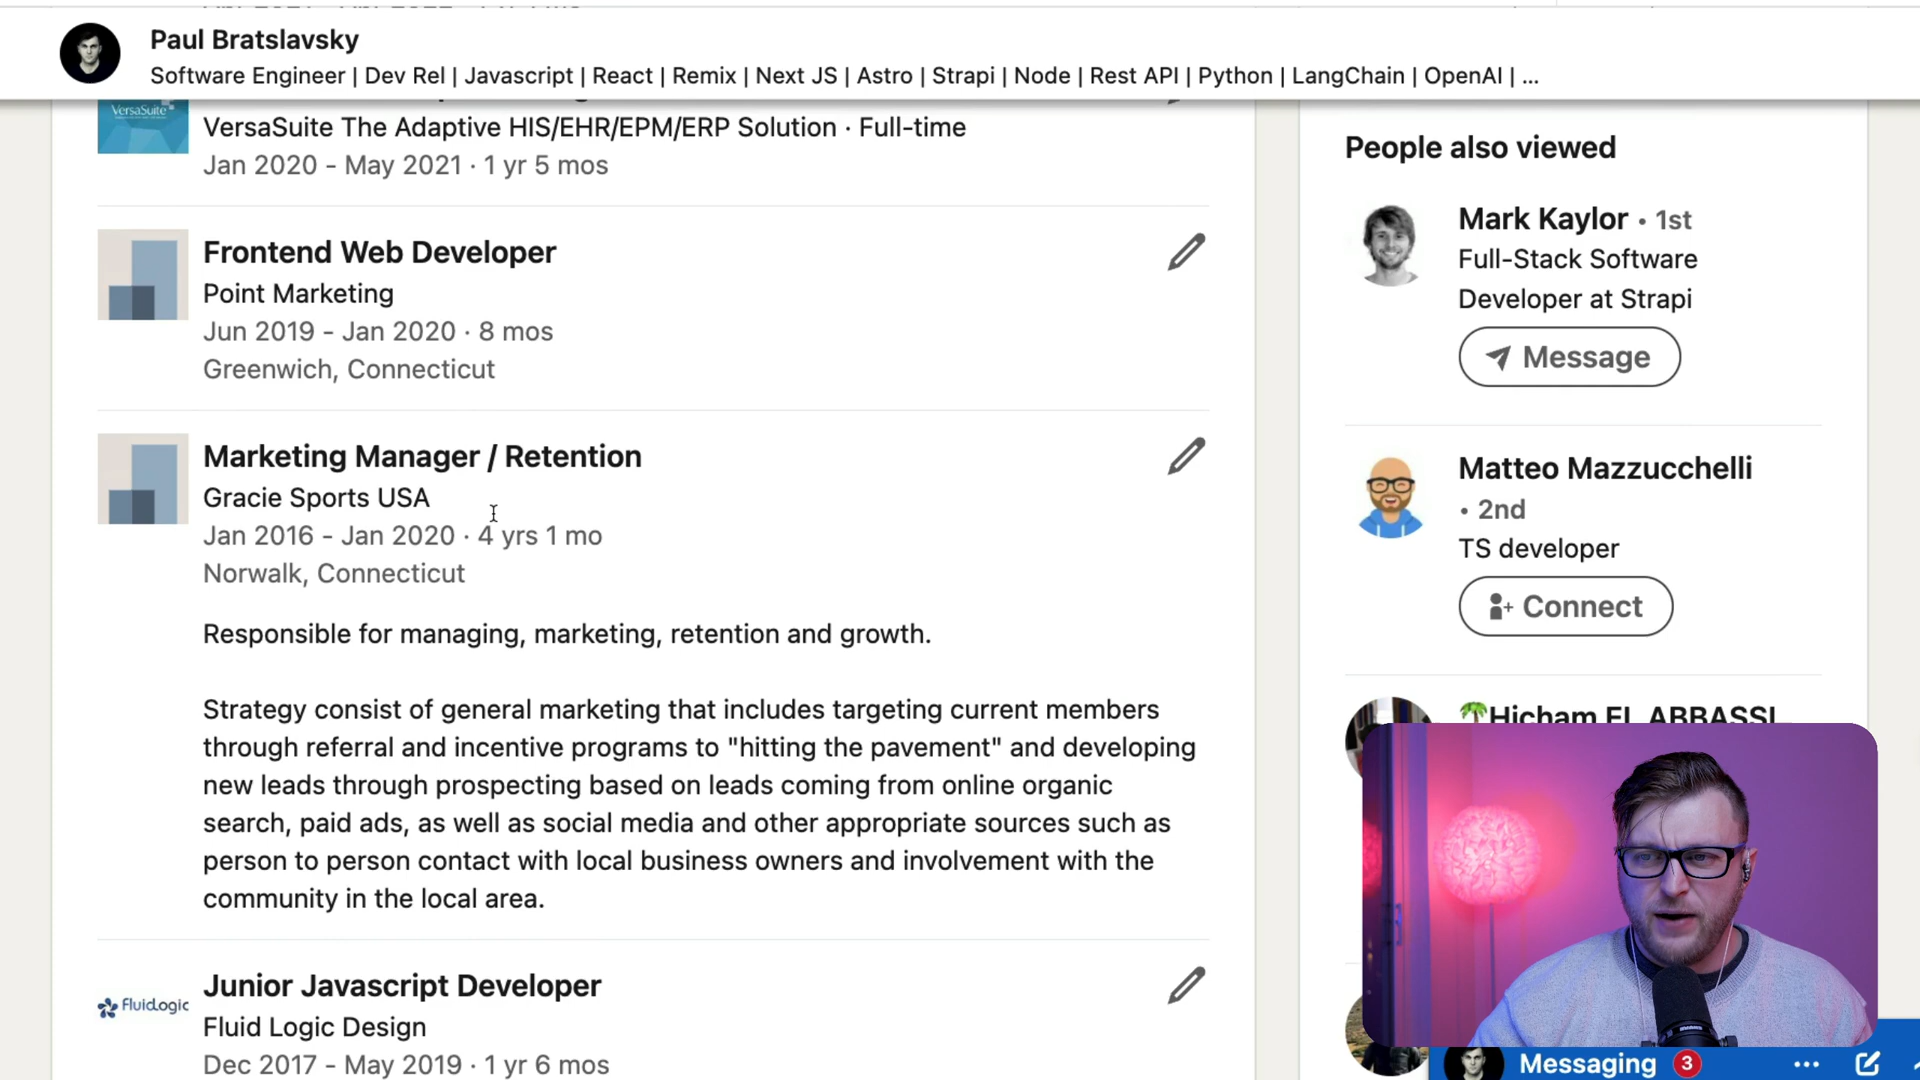 Paul Bratslavsky
Software Engineer | Dev Rel | Javascript | React | Remix | Next JS | Astro | Strapi | Node | Rest API | Python | LangChain | OpenAI | ...
VersaSuite
VersaSuite The Adaptive HIS/EHR/EPM/ERP Solution · Full-time
Jan 2020 - May 2021 · 1 yr 5 mos
Frontend Web Developer
Point Marketing
Jun 2019 - Jan 2020 · 8 mos
Greenwich, Connecticut
Marketing Manager / Retention
Gracie Sports USA
Jan 2016 - Jan 2020 · 4 yrs 1 mo
Norwalk, Connecticut
Responsible for managing, marketing, retention and growth.
Strategy consist of general marketing that includes targeting current members
through referral and incentive programs to "hitting the pavement" and developing
new leads through prospecting based on leads coming from online organic
search, paid ads, as well as social media and other appropriate sources such as
person to person contact with local business owners and involvement with the
community in the local area.
FluidLogic
Junior Javascript Developer
Fluid Logic Design
Dec 2017 - May 2019 · 1 yr 6 mos
People also viewed
Mark Kaylor • 1st
Full-Stack Software
Developer at Strapi
Message
Matteo Mazzucchelli
• 2nd
TS developer
Connect
🌴Hicham EL ABBASSI
Messaging 3 ...